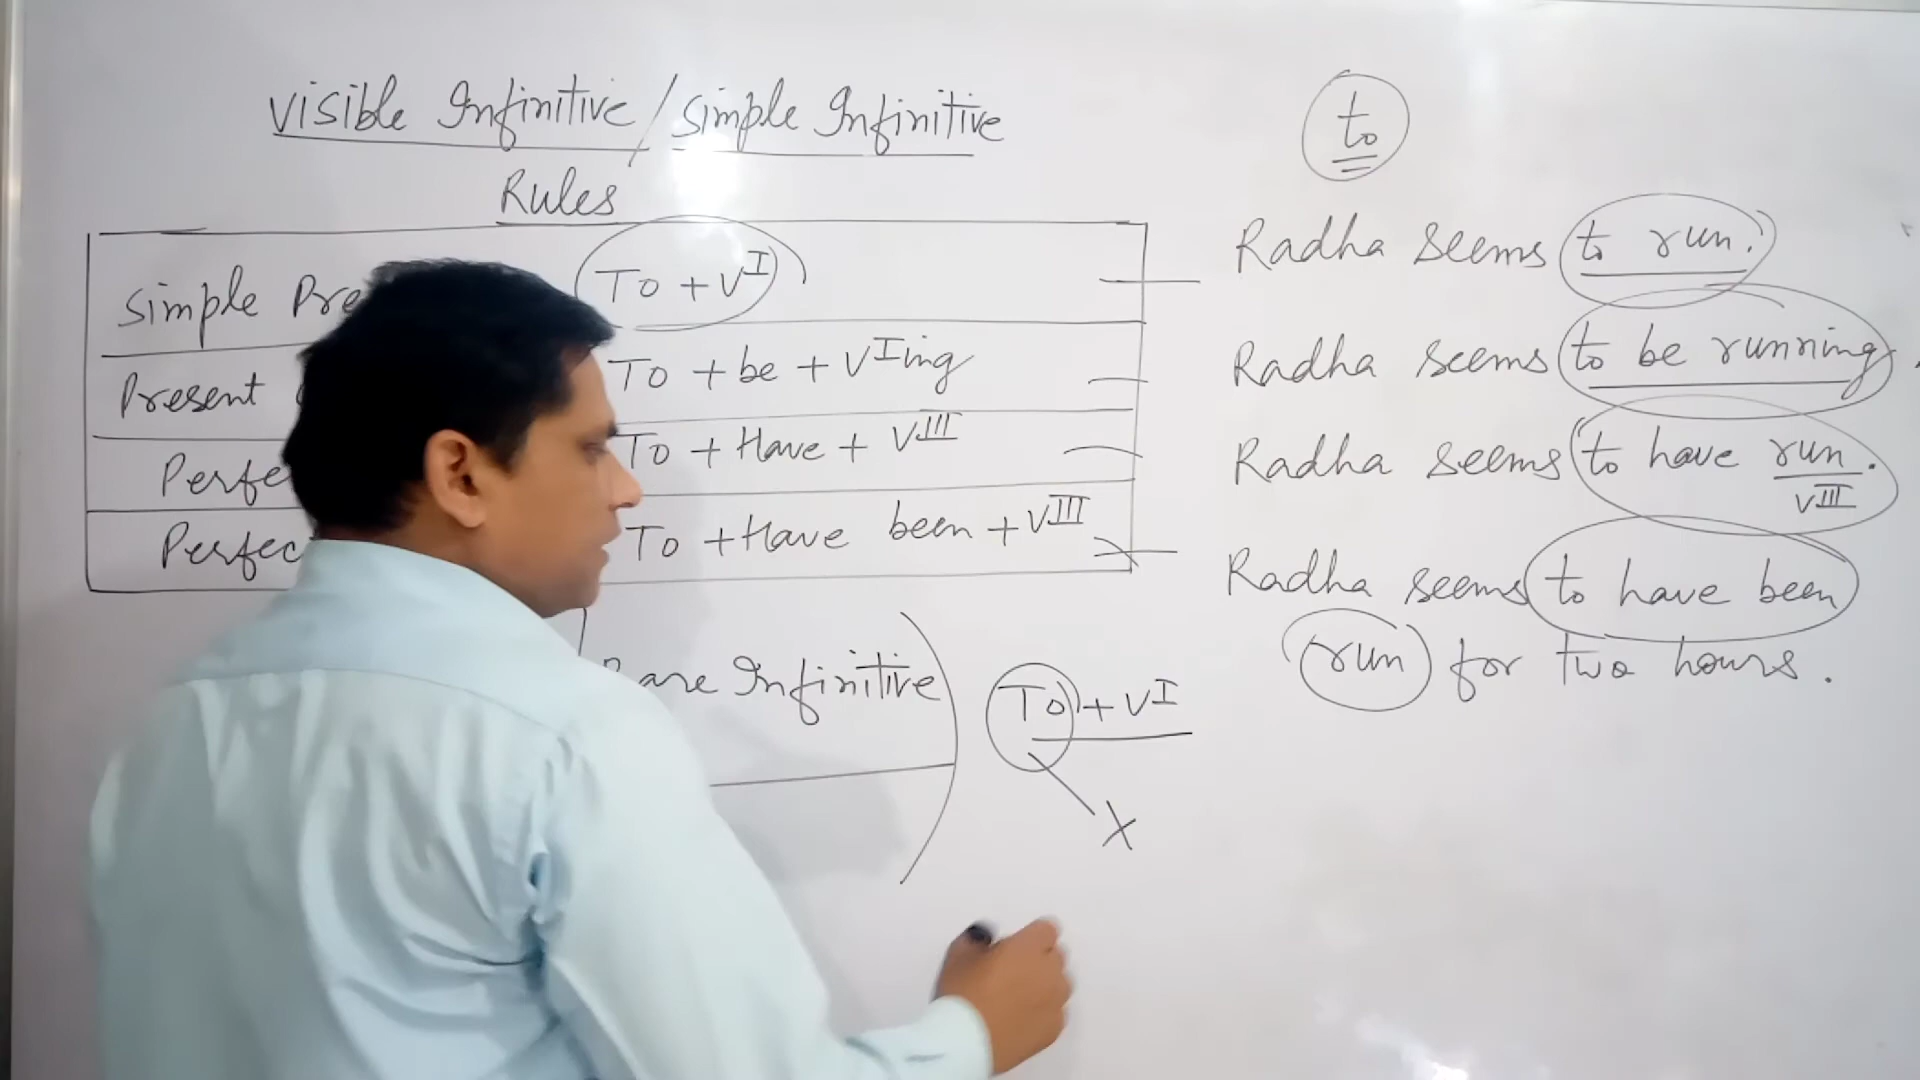 Visible Infinitive / Simple Infinitive
Rules
Simple Pre To + V I
Present To + be + V I ing
Perfe To + Have + V III
Perfec To + Have been + V III
are Infinitive
To + V I
X
to
Radha seems to run.
Radha seems to be running.
Radha seems to have run.
V III
Radha seems to have been
run for two hours.